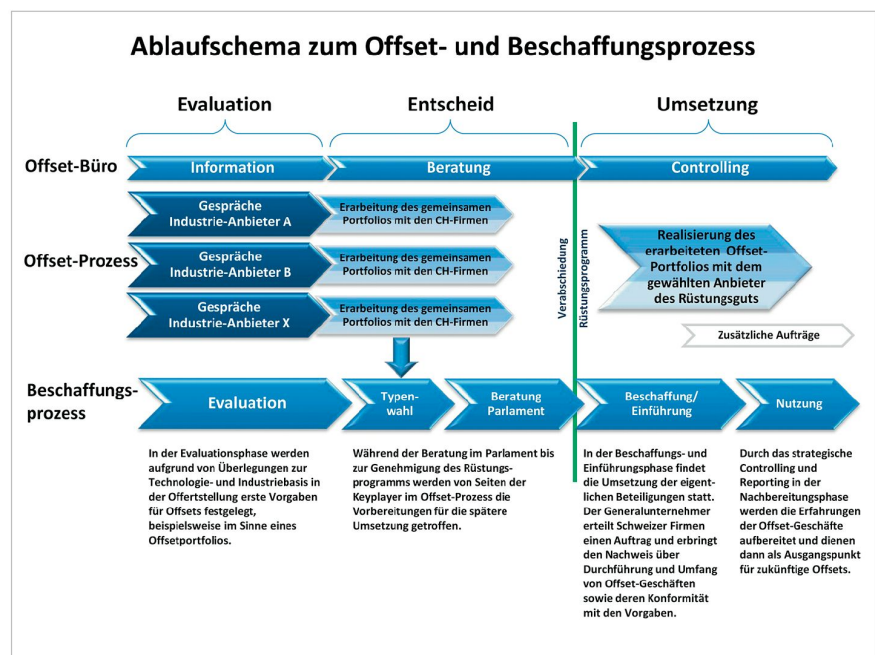 Ablaufschema zum Offset- und Beschaffungsprozess
Evaluation
Entscheid
Umsetzung
Offset-Büro
Information
Beratung
Controlling
Offset-Prozess
Gespräche
Industrie-Anbieter A
Erarbeitung des gemeinsamen
Portfolios mit den CH-Firmen
Gespräche
Industrie-Anbieter B
Erarbeitung des gemeinsamen
Portfolios mit den CH-Firmen
Gespräche
Industrie-Anbieter X
Erarbeitung des gemeinsamen
Portfolios mit den CH-Firmen
Verabschiedung
Rüstungsprogramm
Realisierung des
erarbeiteten Offset-
Portfolios mit dem
gewählten Anbieter
des Rüstungsguts
Zusätzliche Aufträge
Beschaffungs-
prozess
Evaluation
Typen-
wahl
Beratung
Parlament
Beschaffung/
Einführung
Nutzung
In der Evaluationsphase werden
aufgrund von Überlegungen zur
Technologie- und Industriebasis in
der Offertstellung erste Vorgaben
für Offsets festgelegt,
beispielsweise im Sinne eines
Offsetportfolios.
Während der Beratung im Parlament bis
zur Genehmigung des Rüstungs-
programms werden von Seiten der
Keyplayer im Offset-Prozess die
Vorbereitungen für die spätere
Umsetzung getroffen.
In der Beschaffungs- und
Einführungsphase findet
die Umsetzung der eigent-
lichen Beteiligungen statt.
Der Generalunternehmer
erteilt Schweizer Firmen
einen Auftrag und erbringt
den Nachweis über
Durchführung und Umfang
von Offset-Geschäften
sowie deren Konformität
mit den Vorgaben.
Durch das strategische
Controlling und
Reporting in der
Nachbereitungsphase
werden die Erfahrungen
der Offset-Geschäfte
aufbereitet und dienen
dann als Ausgangspunkt
für zukünftige Offsets.